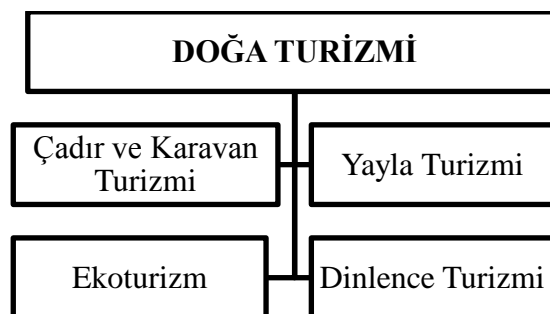 DOĞA TURİZMİ
Çadır ve Karavan
Turizmi
Yayla Turizmi
Ekoturizm
Dinlence Turizmi